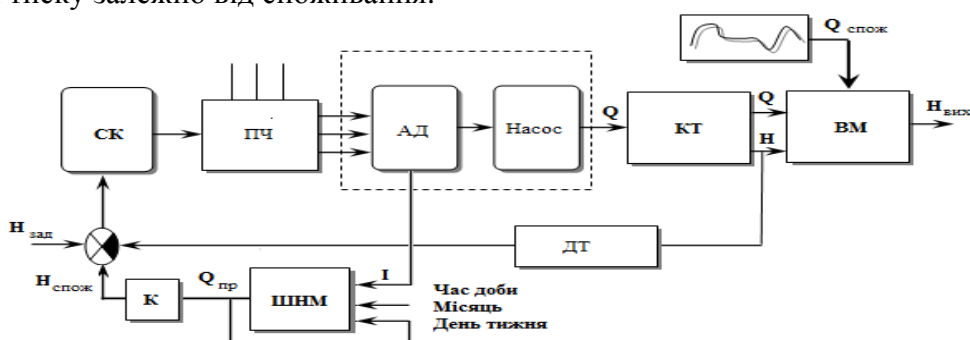 тиску залежно від споживання.
Q спож
СК
ПЧ
АД
Насос
Q
КТ
Q
H
ВМ
H вих
H зад
ДТ
H спож
К
Q пр
ШНМ
I
Час доби
Місяць
День тижня